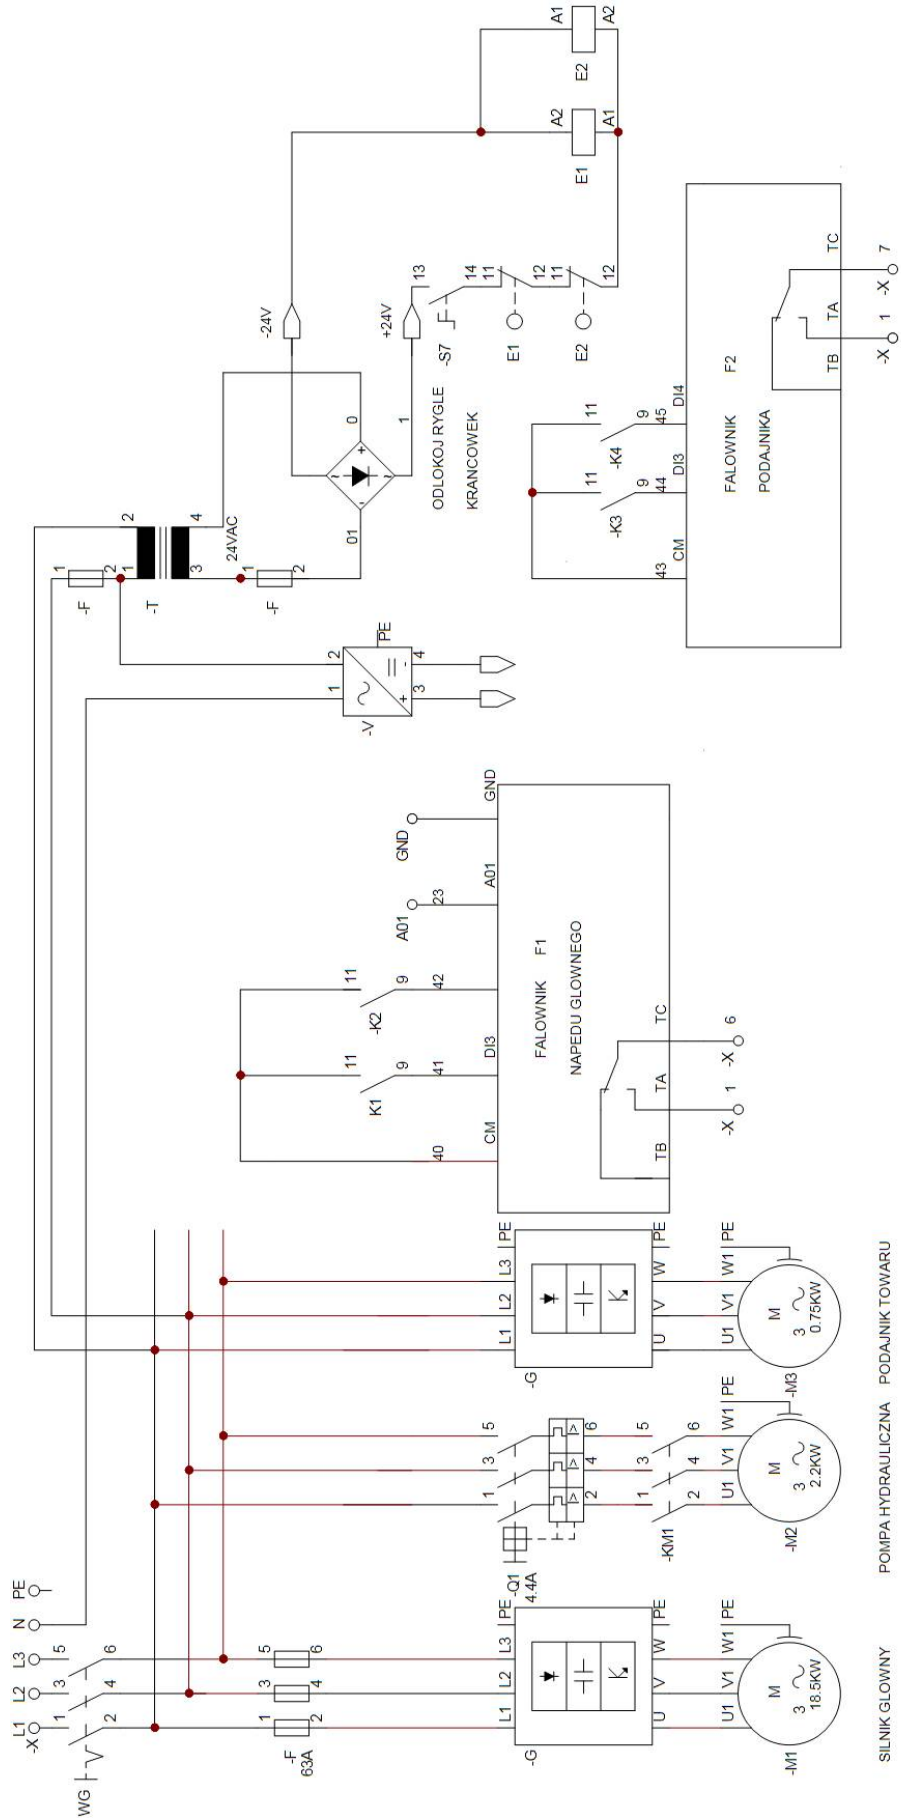 WG
-X L1 L2 L3 N PE
1 3 5
2 4 6
-F
63A
1 3 5
2 4 6
-G
L1 L2 L3 PE
U V W PE
U1 V1 W1 PE
M
3
18.5KW
-M1
SILNIK GLOWNY
-Q1
4.4A
1 3 5
2 4 6
-KM1
1 3 5
2 4 6
U1 V1 W1 PE
M
3
2.2KW
-M2
POMPA HYDRAULICZNA
-G
L1 L2 L3 PE
U V W PE
U1 V1 W1 PE
M
3
0.75KW
-M3
PODAJNIK TOWARU
K1 11 9
-K2 11 9
40 41 42 23
A01 GND
CM DI3 A01 GND
FALOWNIK F1
NAPEDU GLOWNEGO
TB TA TC
-X 1 -X 6
-V
1 2
PE
+ -
3 4
-F
1
2
-T
1 2
3 4
24VAC
-F
1
2
01 0
- +
~ ~
1
-24V
+24V
ODLOKOJ RYGLE
KRANCOWEK
-S7
13
14
E1
11
12
E2
11
12
E1
A2
A1
E2
A1
A2
-K3 11 9
-K4 11 9
43 44 45
CM DI3 DI4
FALOWNIK F2
PODAJNIKA
TB TA TC
-X 1 -X 7